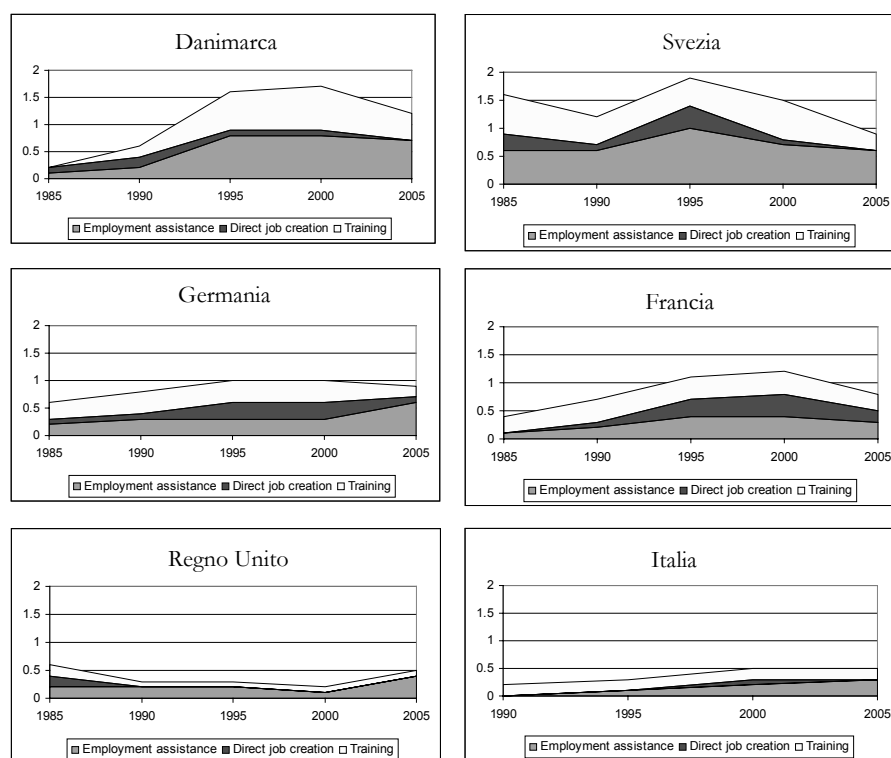 Danimarca
2
1.5
1
0.5
0
1985 1990 1995 2000 2005
Employment assistance Direct job creation Training
Svezia
2
1.5
1
0.5
0
1985 1990 1995 2000 2005
Employment assistance Direct job creation Training
Germania
2
1.5
1
0.5
0
1985 1990 1995 2000 2005
Employment assistance Direct job creation Training
Francia
2
1.5
1
0.5
0
1985 1990 1995 2000 2005
Employment assistance Direct job creation Training
Regno Unito
2
1.5
1
0.5
0
1985 1990 1995 2000 2005
Employment assistance Direct job creation Training
Italia
2
1.5
1
0.5
0
1990 1995 2000 2005
Employment assistance Direct job creation Training